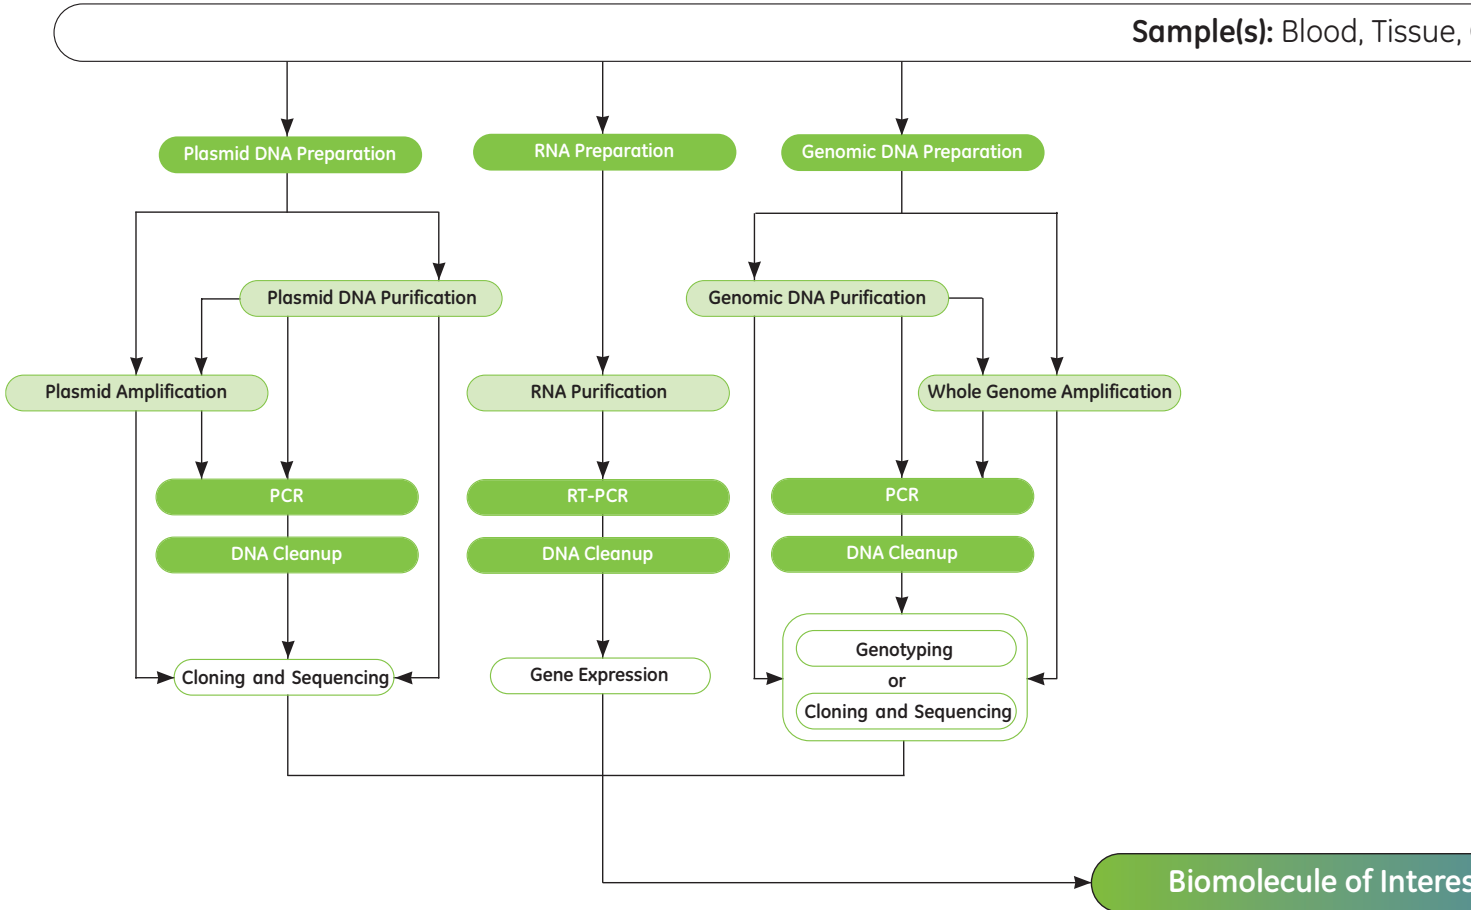 Sample(s): Blood, Tissue,
Plasmid DNA Preparation
RNA Preparation
Genomic DNA Preparation
Plasmid DNA Purification
Genomic DNA Purification
Plasmid Amplification
RNA Purification
Whole Genome Amplification
PCR
RT-PCR
PCR
DNA Cleanup
DNA Cleanup
DNA Cleanup
Genotyping
or
Cloning and Sequencing
Cloning and Sequencing
Gene Expression
Biomolecule of Interes